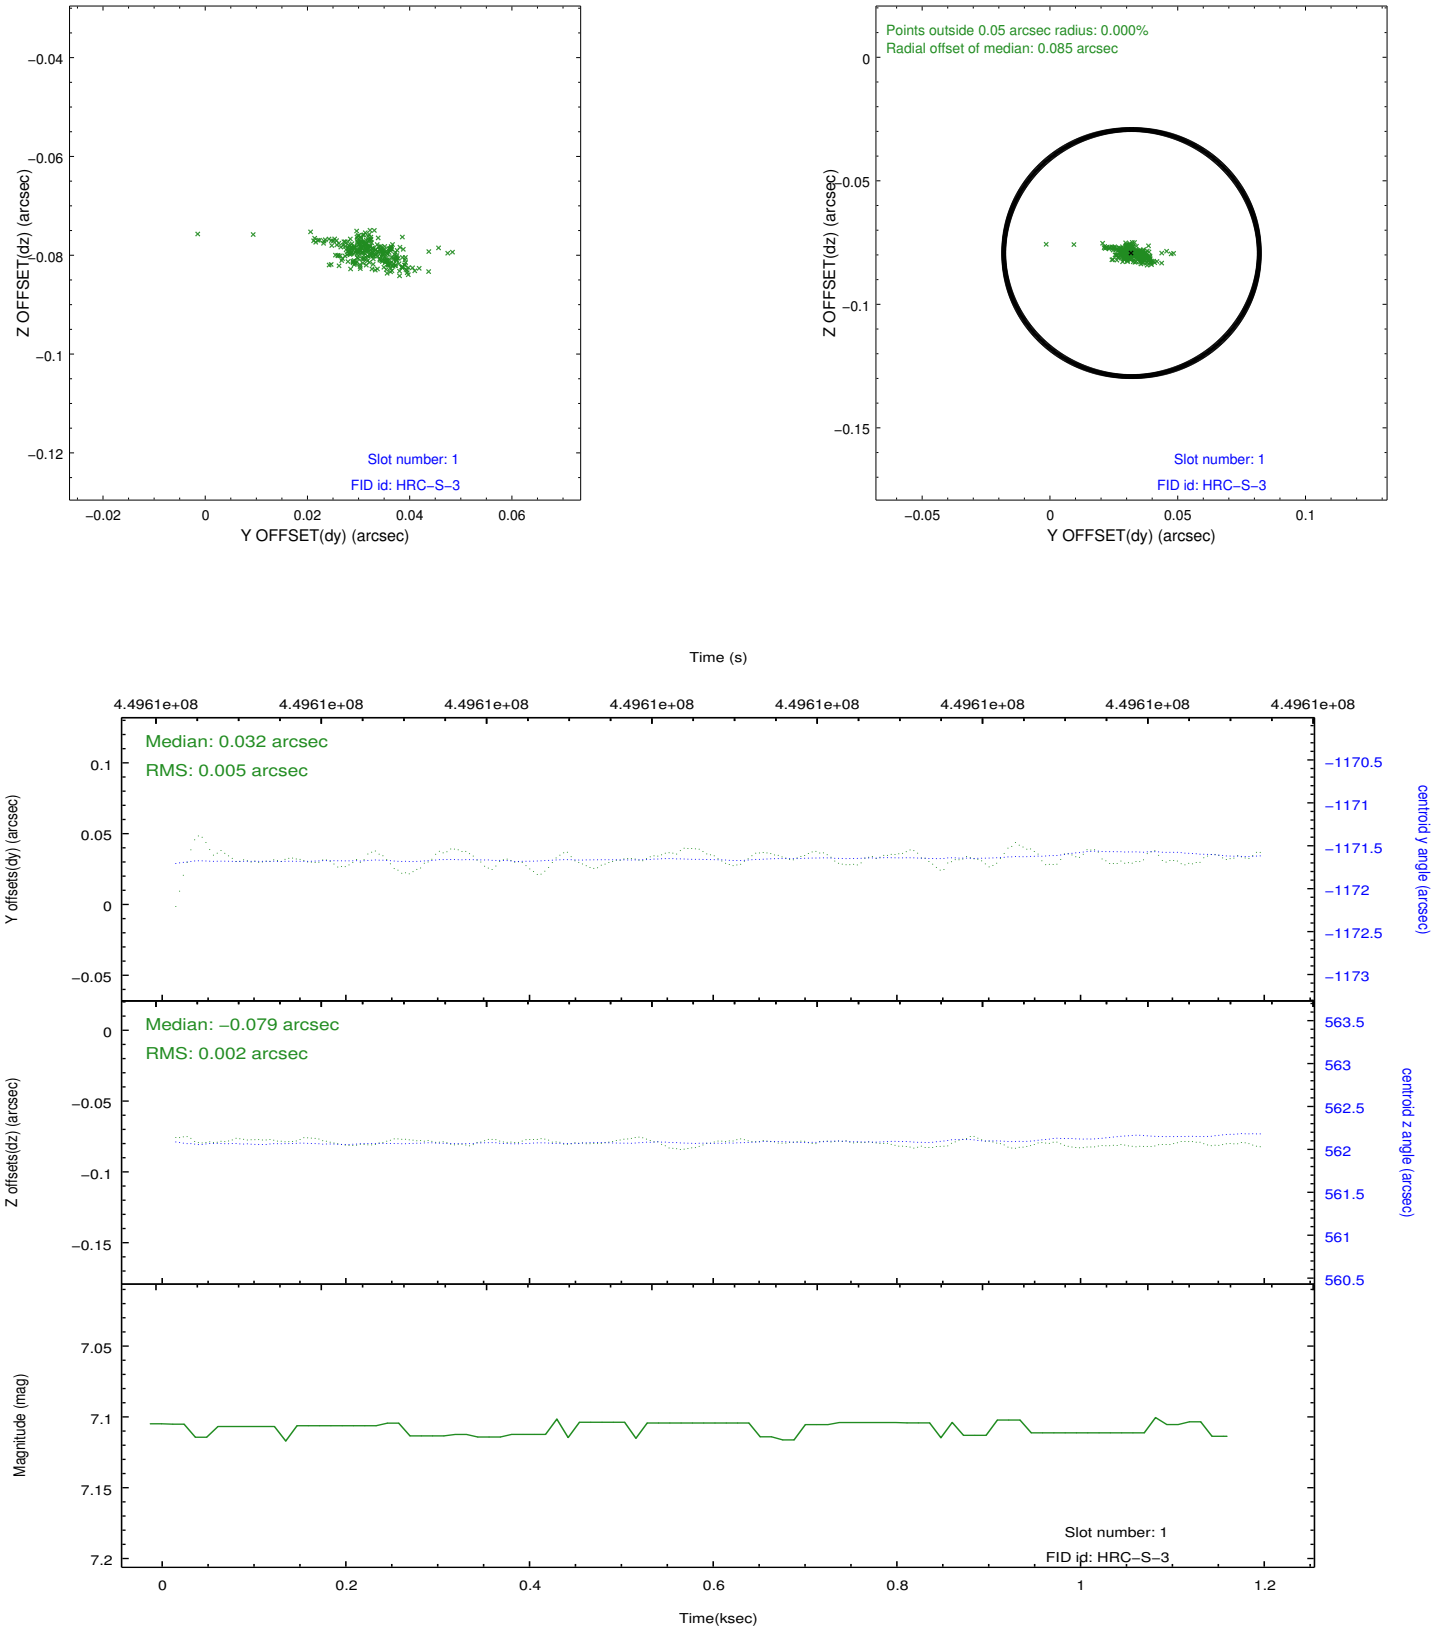 −0.04
−0.06
−0.08
−0.1
−0.12
Z OFFSET(dz) (arcsec)
Slot number: 1
FID id: HRC−S−3
−0.02
0
0.02
0.04
0.06
Y OFFSET(dy) (arcsec)
Points outside 0.05 arcsec radius: 0.000%
Radial offset of median: 0.085 arcsec
0
−0.05
−0.1
−0.15
Z OFFSET(dz) (arcsec)
Slot number: 1
FID id: HRC−S−3
−0.05
0
0.05
0.1
Y OFFSET(dy) (arcsec)
Time (s)
4.4961e+08 4.4961e+08 4.4961e+08 4.4961e+08 4.4961e+08 4.4961e+08 4.4961e+08 4.4961e+08
Median: 0.032 arcsec
RMS: 0.005 arcsec
0.1
0.05
0
−0.05
Y offsets(dy) (arcsec)
−1170.5
−1171
−1171.5
−1172
−1172.5
−1173
centroid y angle (arcsec)
Median: −0.079 arcsec
RMS: 0.002 arcsec
0
−0.05
−0.1
−0.15
Z offsets(dz) (arcsec)
563.5
563
562.5
562
561.5
561
560.5
centroid z angle (arcsec)
7.05
7.1
7.15
7.2
Magnitude (mag)
Slot number: 1
FID id: HRC−S−3
0
0.2
0.4
0.6
0.8
1
1.2
Time(ksec)